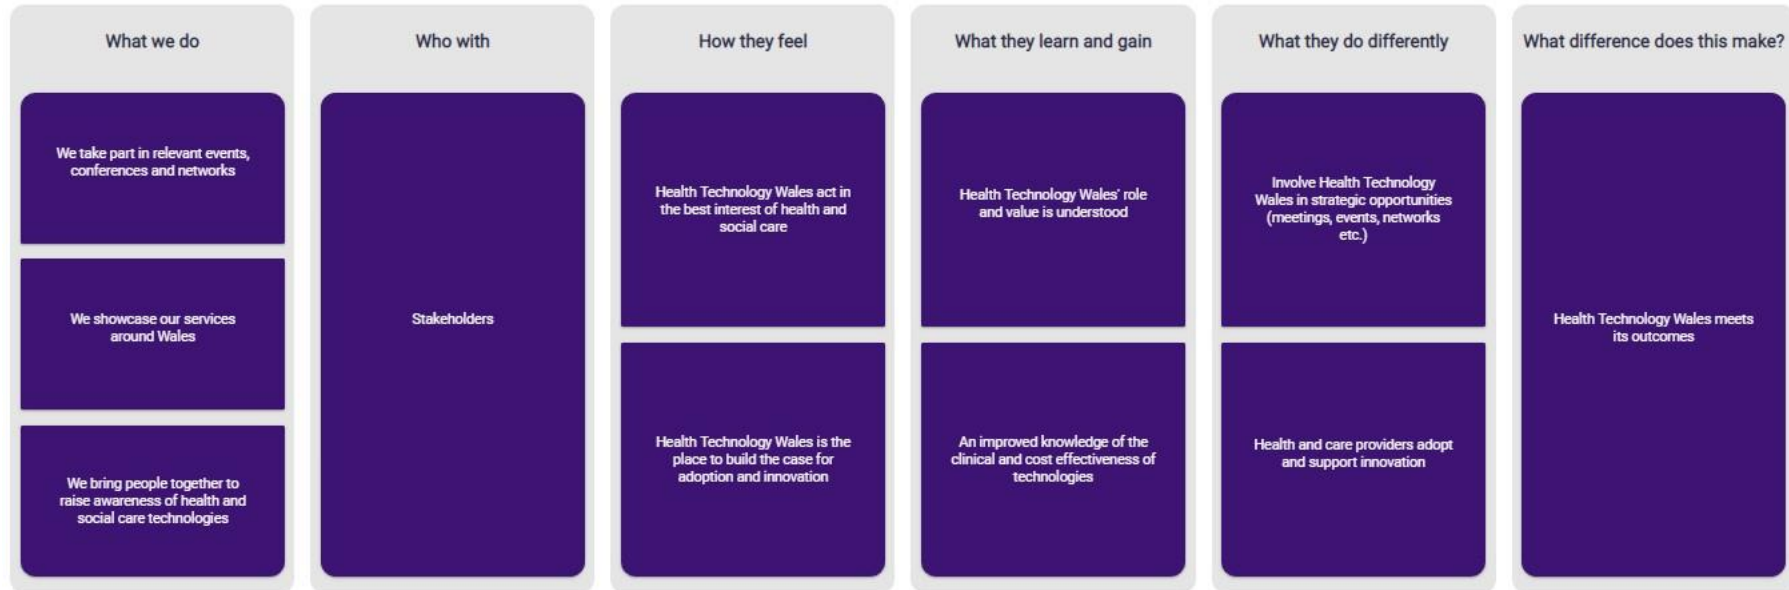 What we do
Who with
How they feel
What they learn and gain
What they do differently
What difference does this make?
We take part in relevant events,
conferences and networks
We showcase our services
around Wales
We bring people together to
raise awareness of health and
social care technologies
Stakeholders
Health Technology Wales act in
the best interest of health and
social care
Health Technology Wales is the
place to build the case for
adoption and innovation
Health Technology Wales' role
and value is understood
An improved knowledge of the
clinical and cost effectiveness of
technologies
Involve Health Technology
Wales in strategic opportunities
(meetings, events, networks
etc.)
Health and care providers adopt
and support innovation
Health Technology Wales meets
its outcomes